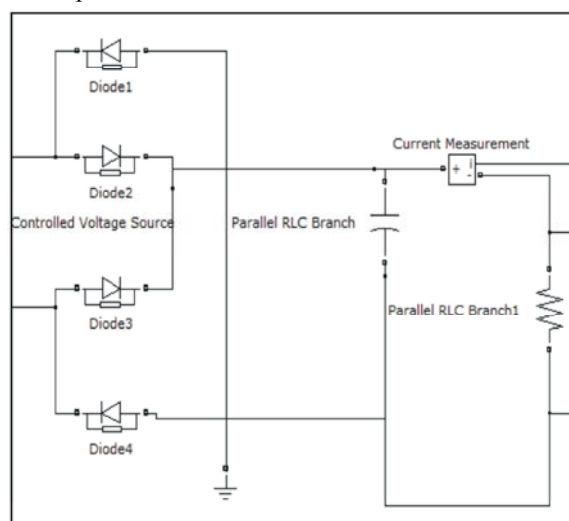 Diode1
Diode2
Current Measurement
+ i
-
Controlled Voltage Source
Parallel RLC Branch
Diode3
Parallel RLC Branch1
Diode4